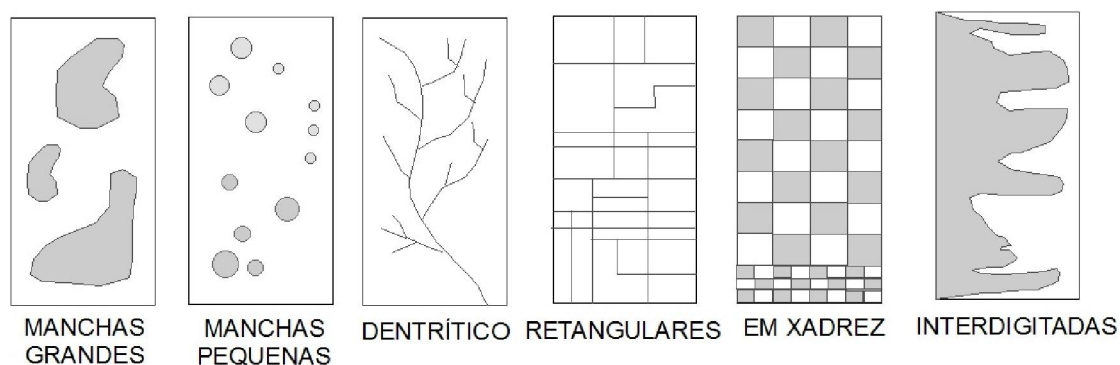 MANCHAS
GRANDES
MANCHAS
PEQUENAS
DENTRÍTICO
RETANGULARES
EM XADREZ
INTERDIGITADAS